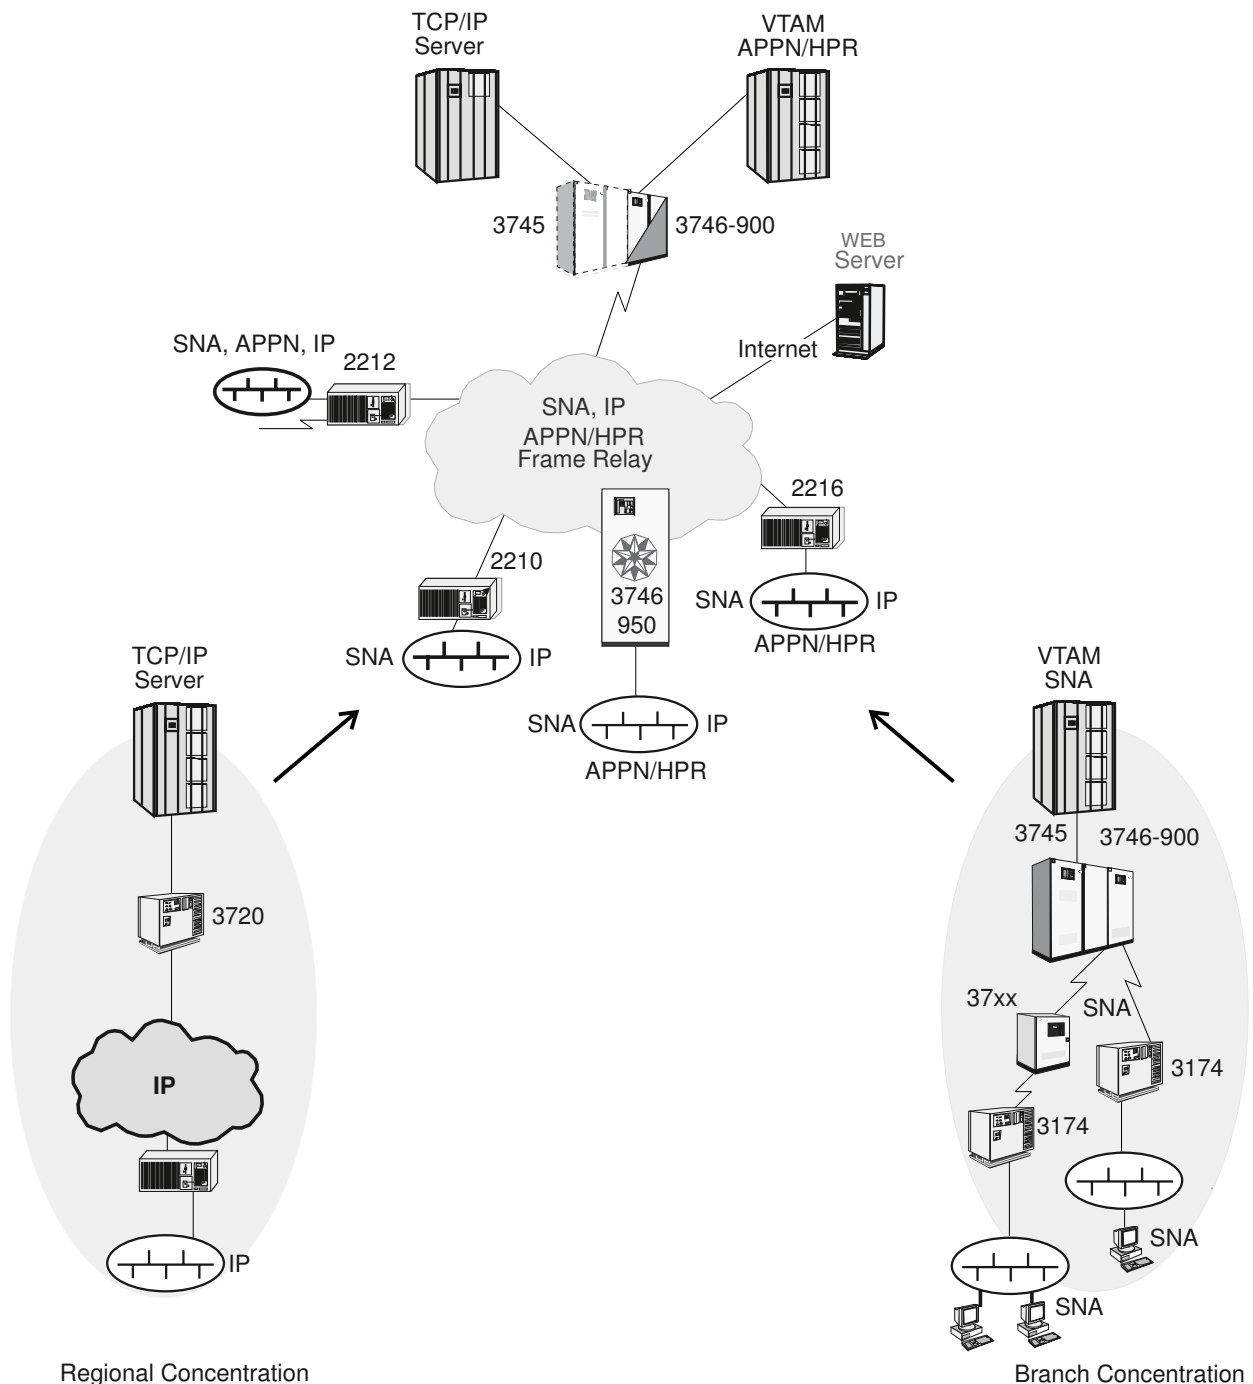 TCP/IP
Server
VTAM
APPN/HPR
3745
3746-900
WEB
Server
Internet
SNA, APPN, IP
2212
SNA, IP
APPN/HPR
Frame Relay
2216
2210
3746
950
SNA
IP
APPN/HPR
SNA
IP
SNA
IP
APPN/HPR
TCP/IP
Server
3720
IP
IP
Regional Concentration
VTAM
SNA
3745
3746-900
37xx
SNA
3174
3174
SNA
SNA
Branch Concentration